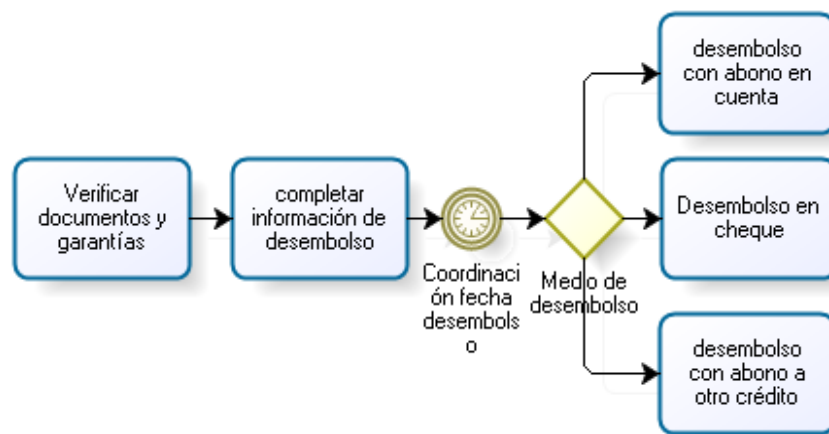 Verificar
documentos y
garantías
completar
información de
desembolso
Coordinaci
ón fecha
desembols
o
Medio de
desembolso
desembolso
con abono en
cuenta
Desembolso en
cheque
desembolso
con abono a
otro crédito